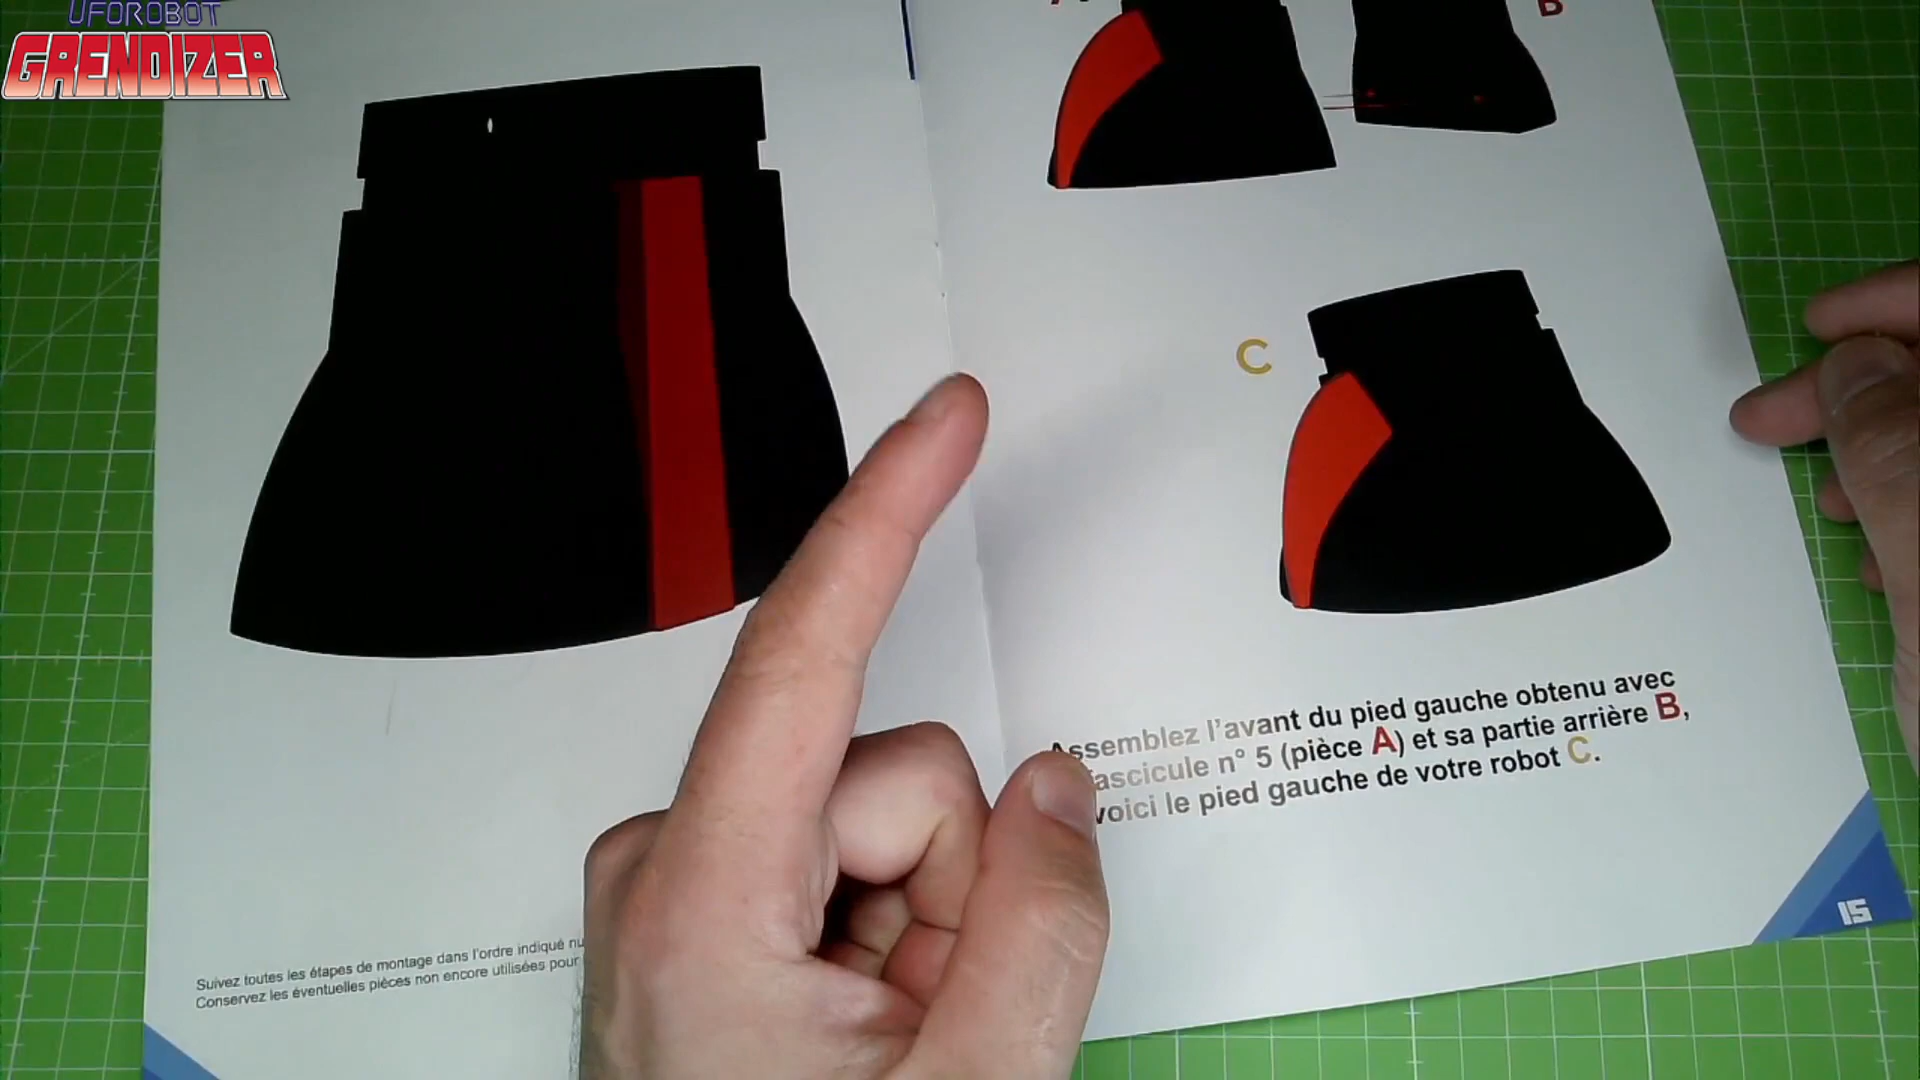 UFOROBOT
GRENDIZER
B
C
Assemblez l'avant du pied gauche obtenu avec
fascicule n° 5 (pièce A) et sa partie arrière B,
voici le pied gauche de votre robot C.
15
Suivez toutes les étapes de montage dans l'ordre indiqué
Conservez les éventuelles pièces non encore utilisées pour